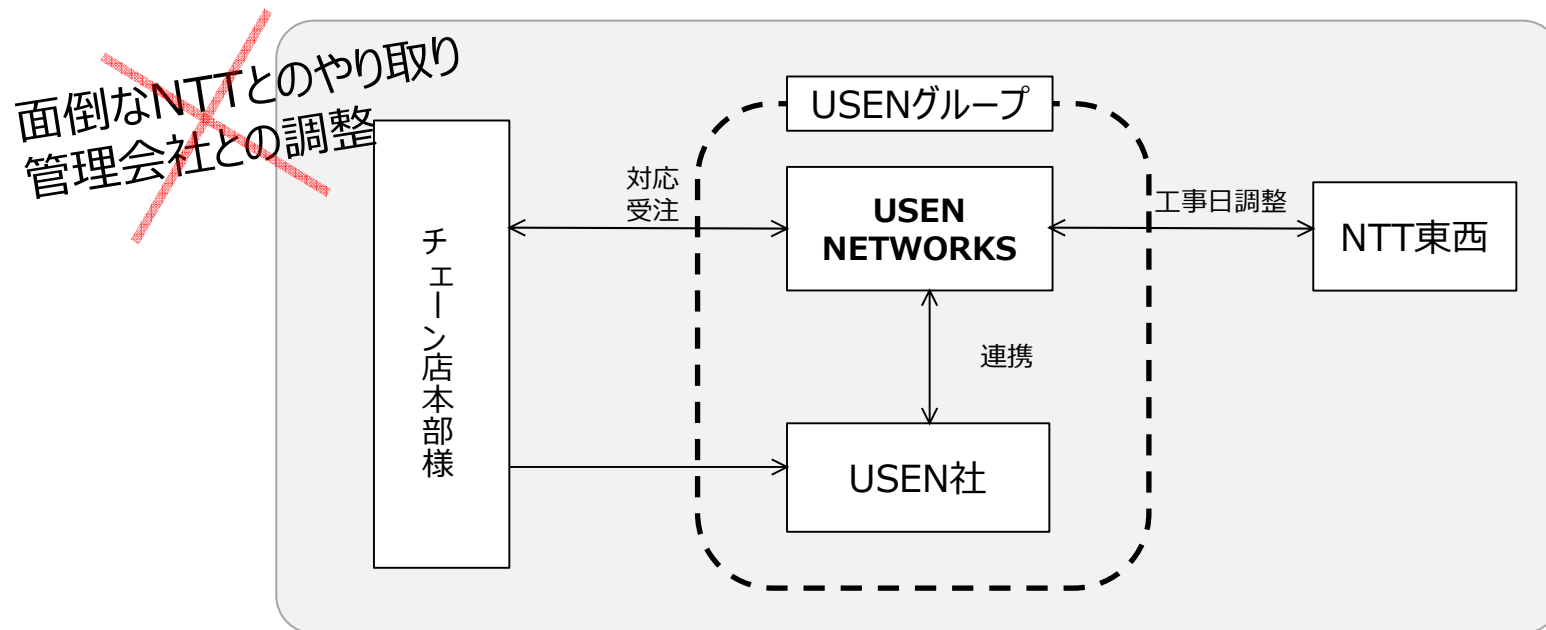 面倒なNTTとのやり取り
管理会社との調整
USENグループ
チェーン店本部様
対応
受注
USEN
NETWORKS
工事日調整
NTT東西
連携
USEN社